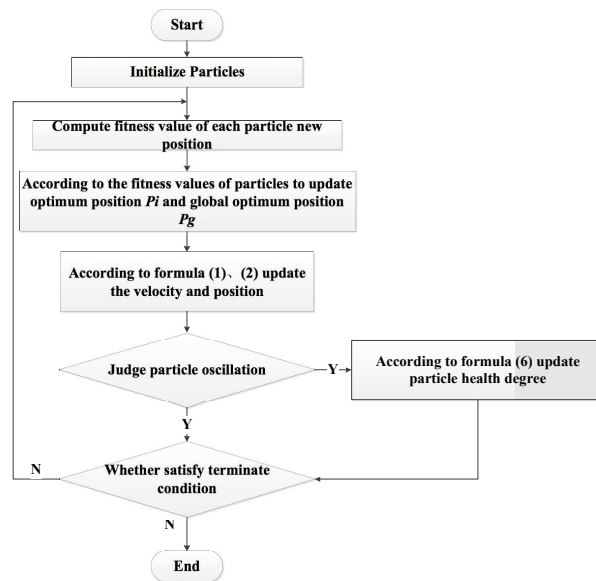 Start
Initialize Particles
Compute fitness value of each particle new
position
According to the fitness values of particles to update
optimum position Pi and global optimum position
Pg
According to formula (1)、(2) update
the velocity and position
Judge particle oscillation
Y
According to formula (6) update
particle health degree
Y
N
Whether satisfy terminate
condition
N
End